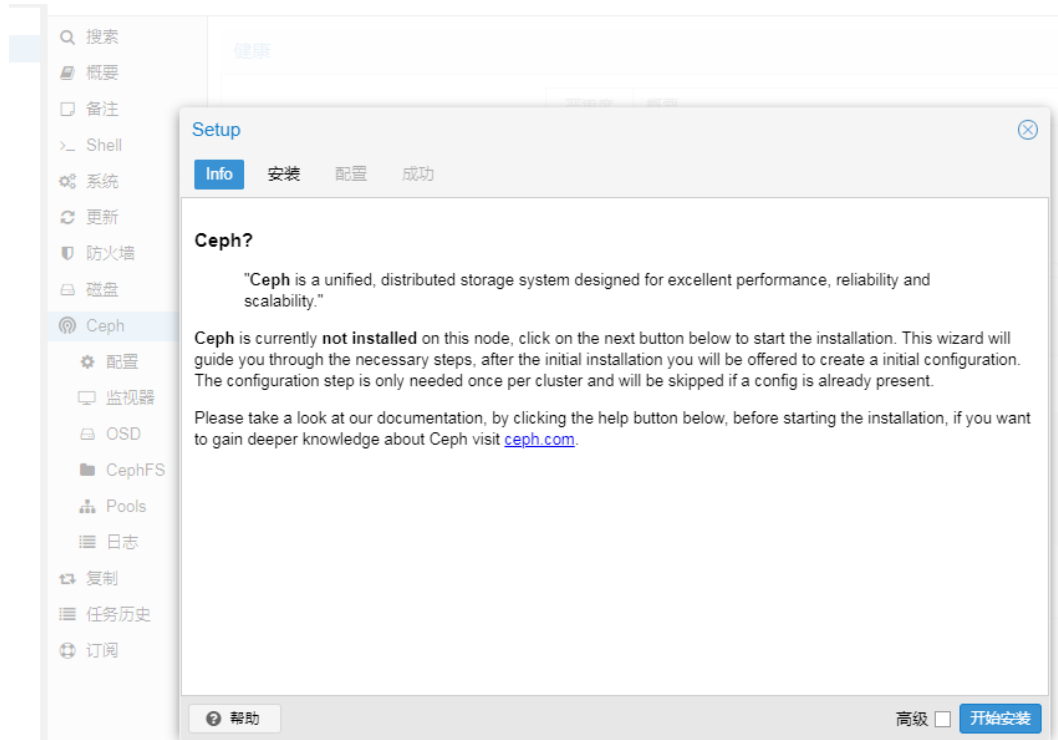 搜索
概要
备注
>_ Shell
系统
更新
防火墙
磁盘
Ceph
配置
监视器
OSD
CephFS
Pools
日志
复制
任务历史
订阅
健康
概要
Setup
Info 安装 配置 成功
Ceph?
"Ceph is a unified, distributed storage system designed for excellent performance, reliability and
scalability."
Ceph is currently not installed on this node, click on the next button below to start the installation. This wizard will
guide you through the necessary steps, after the initial installation you will be offered to create a initial configuration.
The configuration step is only needed once per cluster and will be skipped if a config is already present.
Please take a look at our documentation, by clicking the help button below, before starting the installation, if you want
to gain deeper knowledge about Ceph visit ceph.com.
帮助
高级 开始安装